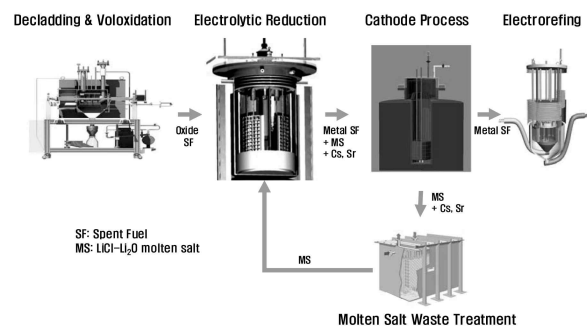 Decladding & Voloxidation
Electrolytic Reduction
Cathode Process
Electrorefing
Oxide
SF
Metal SF
+ MS
+ Cs, Sr
Metal SF
MS
+ Cs, Sr
SF: Spent Fuel
MS: LiCl-Li₂O molten salt
MS
Molten Salt Waste Treatment